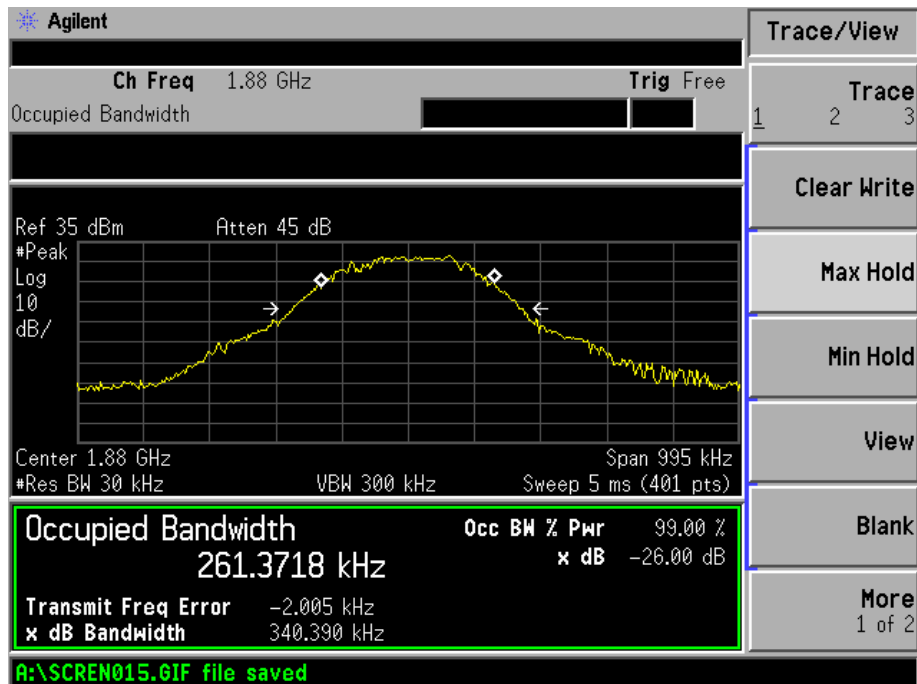 Agilent
Trace/View
Ch Freq 1.88 GHz Trig Free
Occupied Bandwidth
Trace
1 2 3
Clear Write
Max Hold
Min Hold
View
Blank
More
1 of 2
Ref 35 dBm Atten 45 dB
#Peak
Log
10
dB/
Center 1.88 GHz Span 995 kHz
#Res BW 30 kHz VBW 300 kHz Sweep 5 ms (401 pts)
Occupied Bandwidth Occ BW % Pwr 99.00 %
261.3718 kHz x dB -26.00 dB
Transmit Freq Error -2.005 kHz
x dB Bandwidth 340.390 kHz
A:\SCREN015.GIF file saved